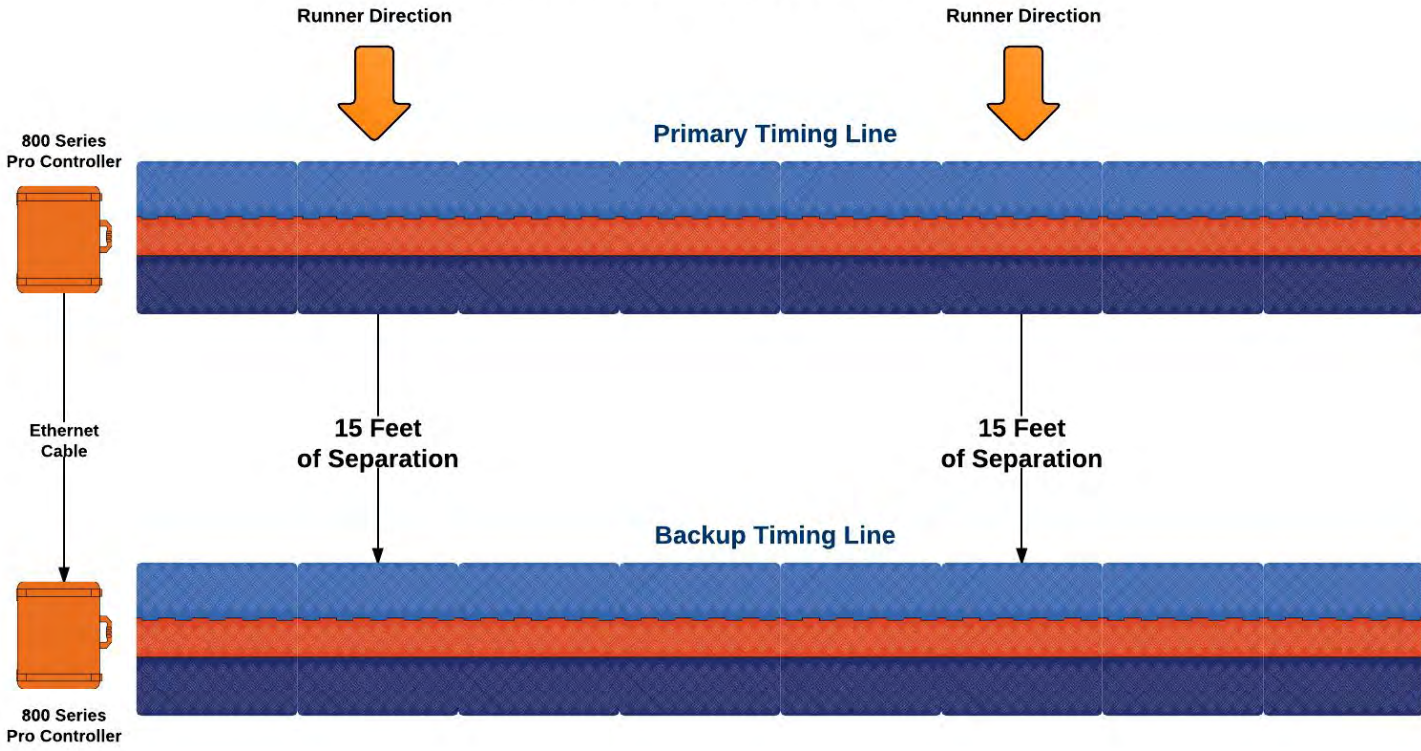 Runner Direction
Runner Direction
800 Series
Pro Controller
Primary Timing Line
Ethernet
Cable
15 Feet
of Separation
15 Feet
of Separation
Backup Timing Line
800 Series
Pro Controller